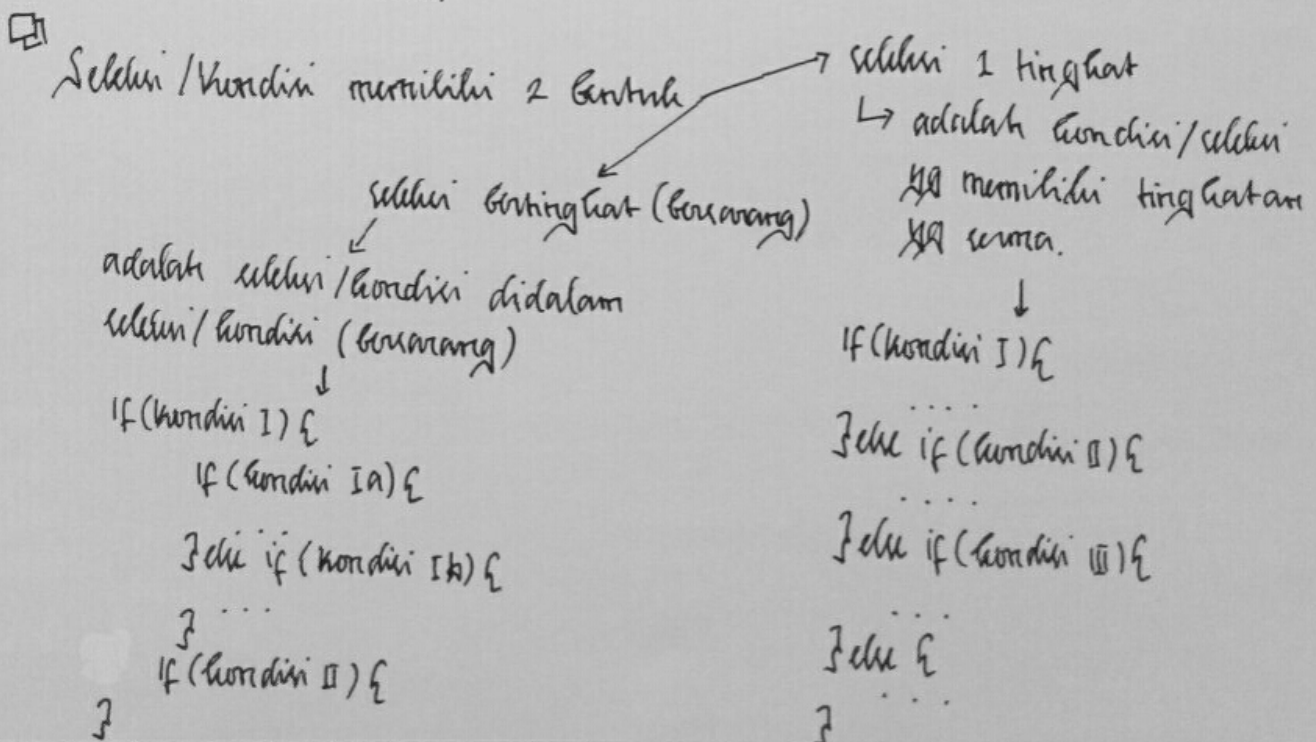 Seleksi/Kondisi memiliki 2 bentuk
seleksi 1 tingkat
↳ adalah kondisi/seleksi
yg memiliki tingkatan
yg sama.
↓
if(kondisi I){
....
}else if(kondisi II){
....
}else if(kondisi III){
...
}else {
....
}
seleksi bertingkat (bersarang)
adalah seleksi/kondisi didalam
seleksi/kondisi (bersarang)
↓
if(kondisi I){
if(kondisi Ia){
...
}else if(kondisi Ib){
...
}
if(kondisi II){
}